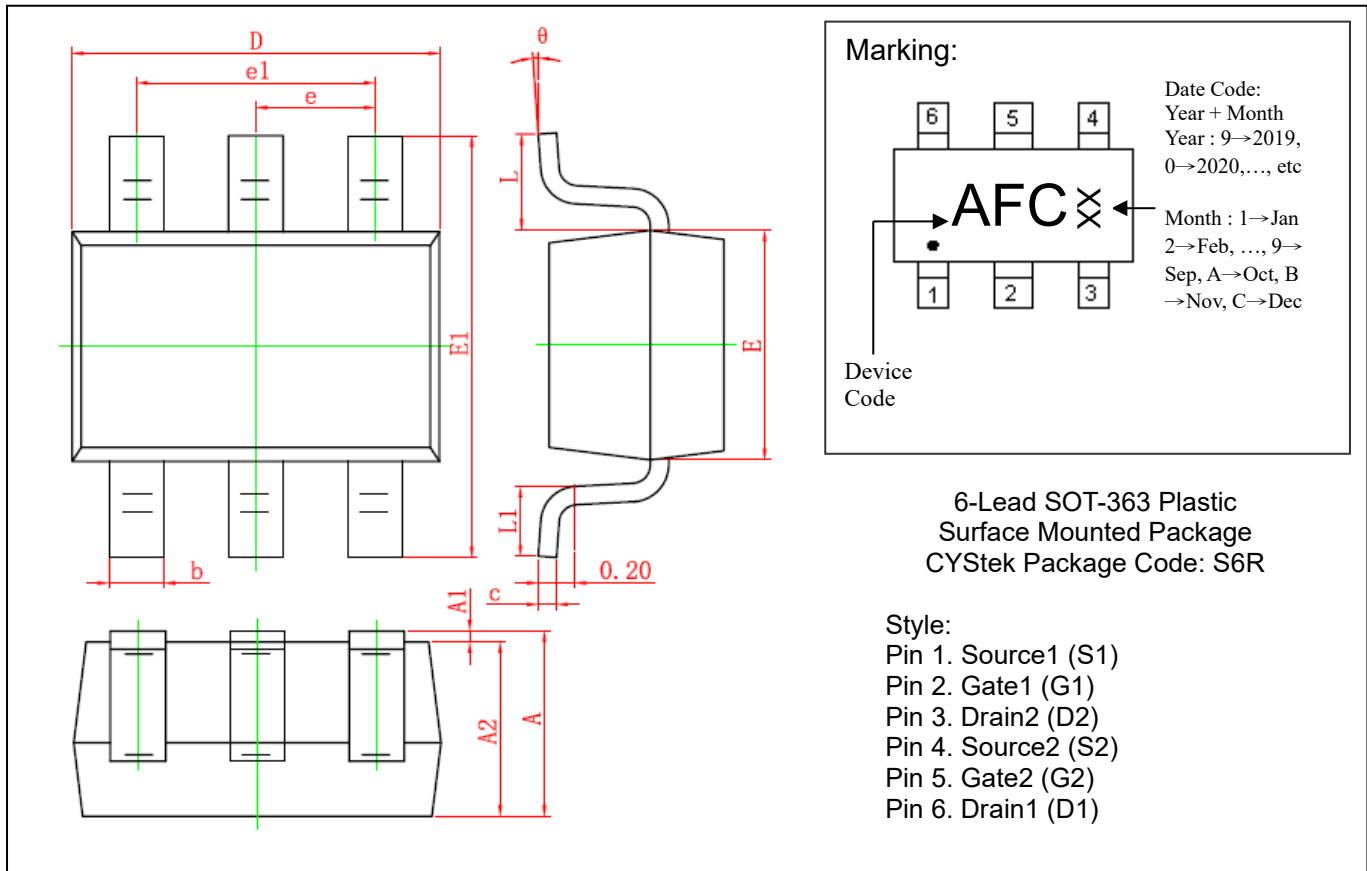 D
e1
e
E1
b
θ
L
E
L1
c
0.20
A1
A2
A
Marking:
6 5 4
AFC XX
1 2 3
Device
Code
Date Code:
Year + Month
Year : 9→2019,
0→2020,…, etc
Month : 1→Jan
2→Feb, …, 9→
Sep, A→Oct, B
→Nov, C→Dec
6-Lead SOT-363 Plastic
Surface Mounted Package
CYStek Package Code: S6R
Style:
Pin 1. Source1 (S1)
Pin 2. Gate1 (G1)
Pin 3. Drain2 (D2)
Pin 4. Source2 (S2)
Pin 5. Gate2 (G2)
Pin 6. Drain1 (D1)